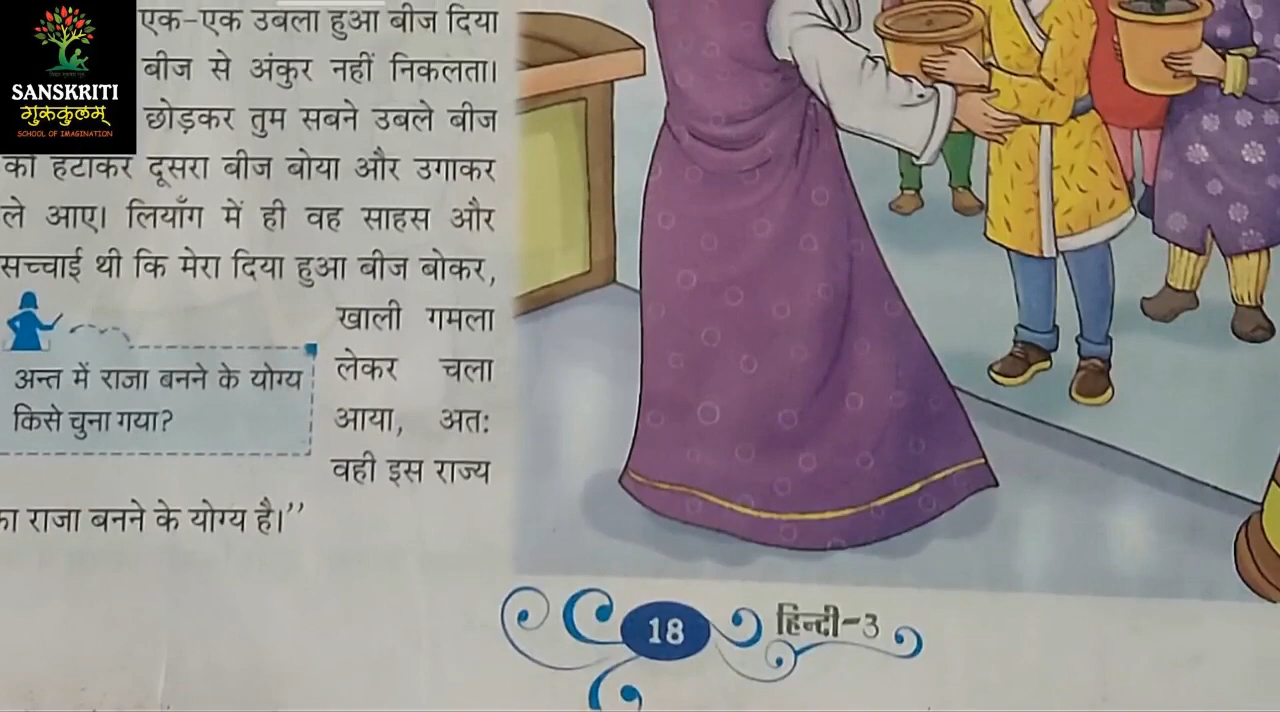 SANSKRITI
गुरुकुलम्
SCHOOL OF IMAGINATION
एक-एक उबला हुआ बीज दिया
बीज से अंकुर नहीं निकलता।
छोड़कर तुम सबने उबले बीज
को हटाकर दूसरा बीज बोया और उगाकर
ले आए। लियाँग में ही वह साहस और
सच्चाई थी कि मेरा दिया हुआ बीज बोकर,
खाली गमला
लेकर चला
आया, अतः
वही इस राज्य
का राजा बनने के योग्य है।”
अन्त में राजा बनने के योग्य
किसे चुना गया?
18
हिन्दी-3